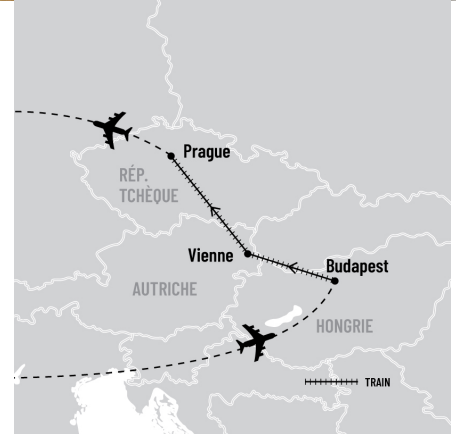 Prague
RÉP.
TCHÈQUE
Vienne
Budapest
AUTRICHE
HONGRIE
TRAIN